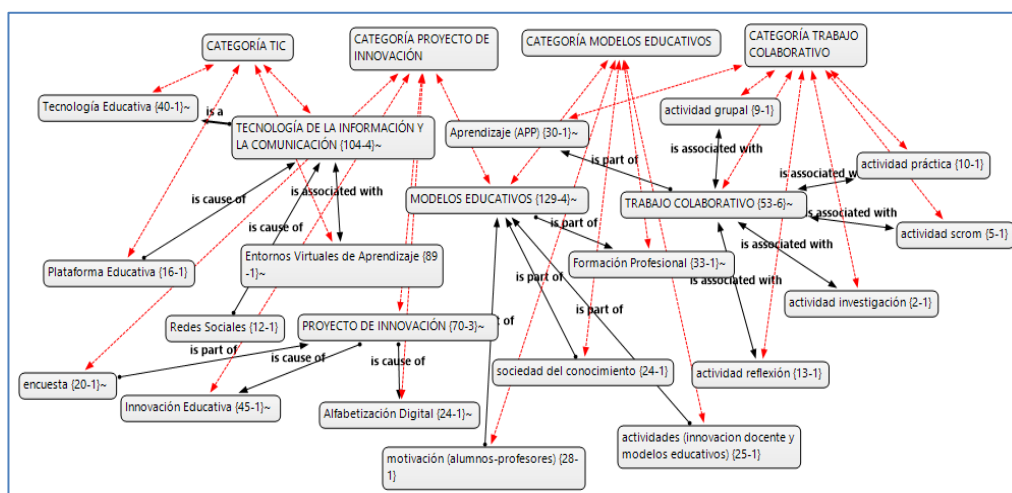 CATEGORÍA TIC
CATEGORÍA PROYECTO DE
INNOVACIÓN
CATEGORÍA MODELOS EDUCATIVOS
CATEGORÍA TRABAJO
COLABORATIVO
Tecnología Educativa {40-1}~
is a
TECNOLOGÍA DE LA INFORMACIÓN Y
LA COMUNICACIÓN {104-4}~
Aprendizaje (APP) {30-1}~
actividad grupal {9-1}
is part of
is associated with
actividad práctica {10-1}
is associated
is cause of
is associated with
MODELOS EDUCATIVOS {129-4}~
TRABAJO COLABORATIVO {53-6}~
is associated with
is part of
actividad scrom {5-1}
is cause of
is associated with
Plataforma Educativa {16-1}
Entornos Virtuales de Aprendizaje {89
-1}~
Formación Profesional {33-1}~
is part of
is associated with
actividad investigación {2-1}
Redes Sociales {12-1}
PROYECTO DE INNOVACIÓN {70-3}~
is part of
of
is part of
is cause of
is cause of
encuesta {20-1}~
sociedad del conocimiento {24-1}
actividad reflexión {13-1}
Innovación Educativa {45-1}~
Alfabetización Digital {24-1}~
actividades (innovacion docente y
modelos educativos) {25-1}
motivación (alumnos-profesores) {28-
1}